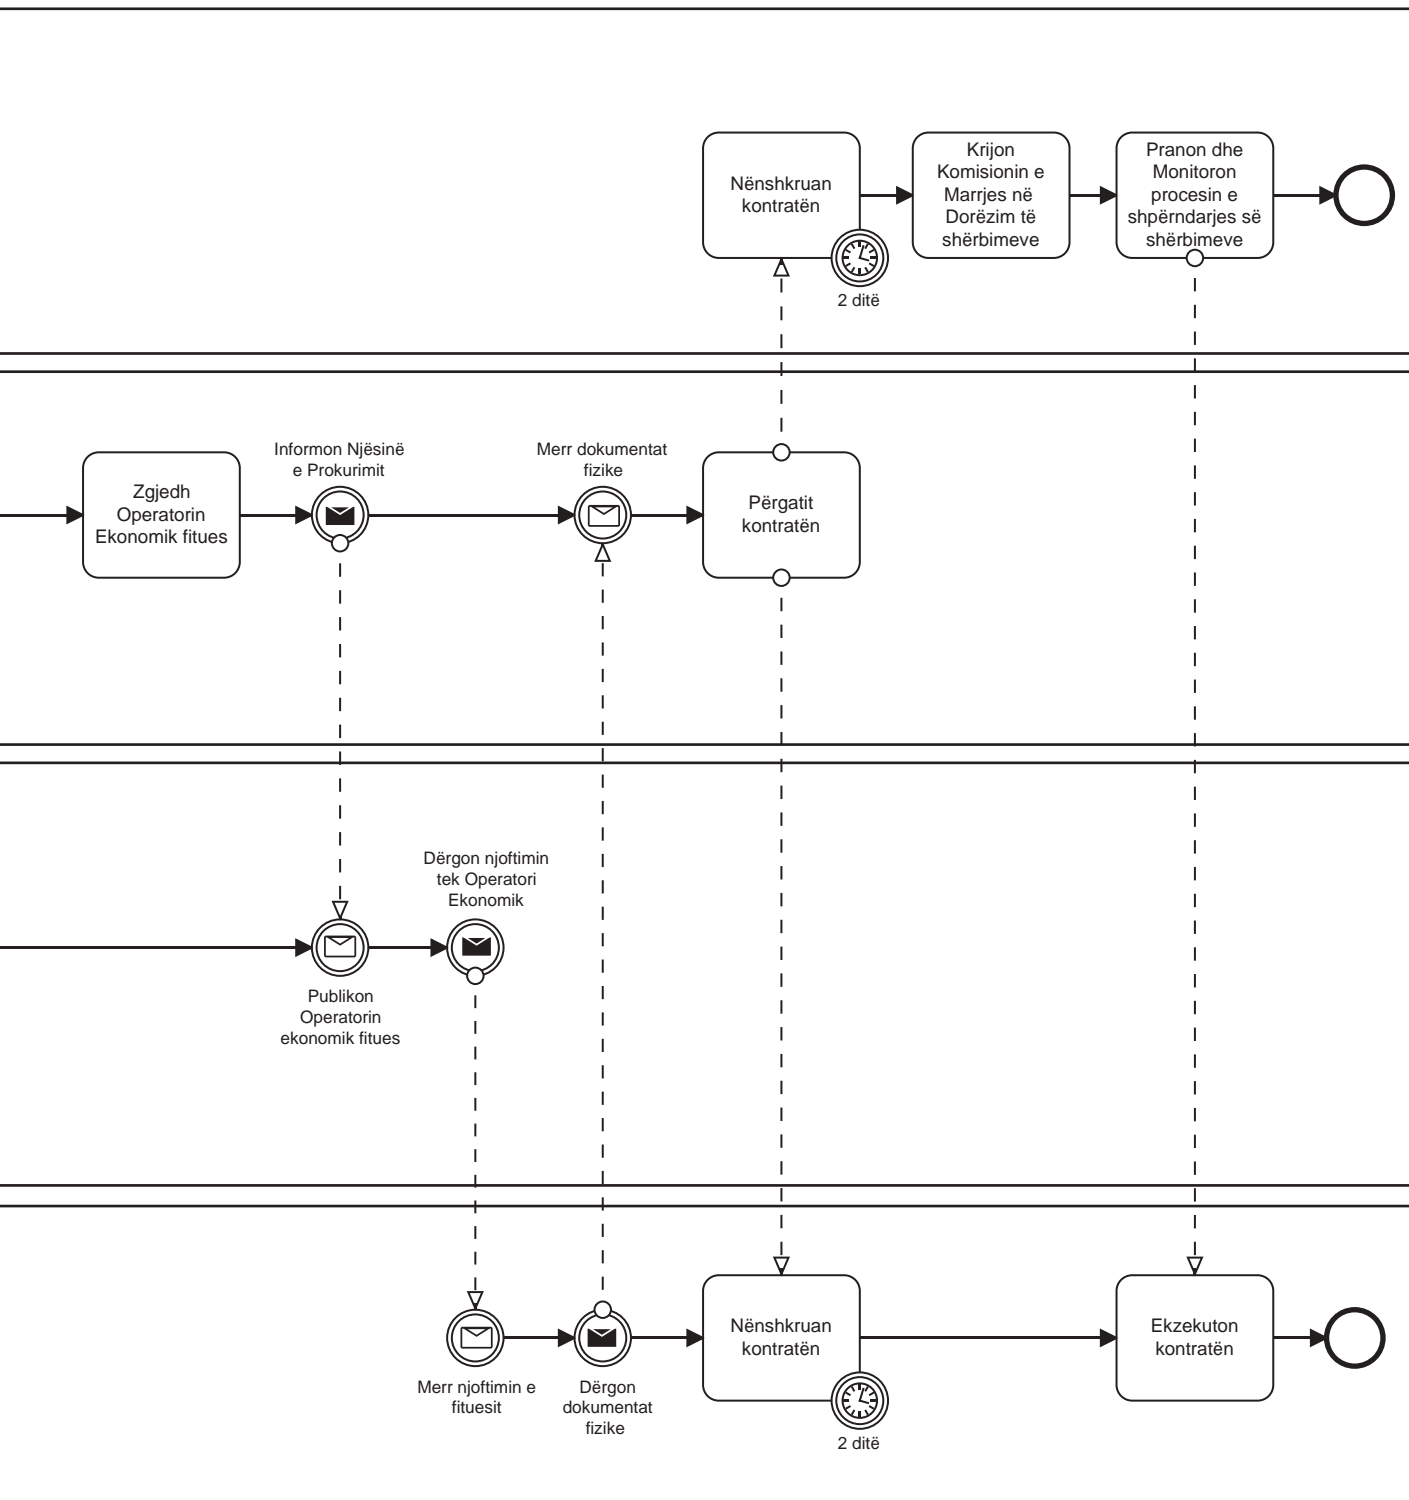 Nënshkruan
kontratën
Krijon
Komisionin e
Marrjes në
Dorëzim të
shërbimeve
Pranon dhe
Monitoron
procesin e
shpërndarjes së
shërbimeve
2 ditë
Zgjedh
Operatorin
Ekonomik fitues
Informon Njësinë
e Prokurimit
Merr dokumentat
fizike
Përgatit
kontratën
Dërgon njoftimin
tek Operatori
Ekonomik
Publikon
Operatorin
ekonomik fitues
Merr njoftimin e
fituesit
Dërgon
dokumentat
fizike
Nënshkruan
kontratën
2 ditë
Ekzekuton
kontratën